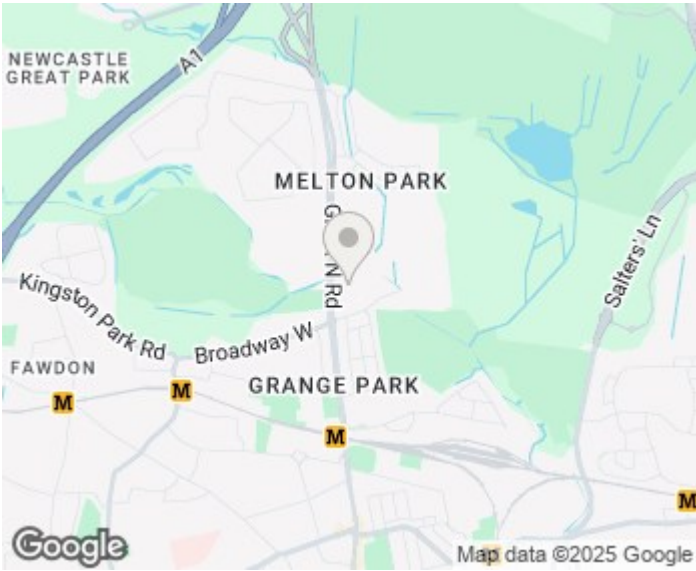 NEWCASTLE
GREAT PARK
A1
MELTON PARK
N Rd
Salters' Ln
Kingston Park Rd
Broadway W
FAWDON
GRANGE PARK
M
M
M
M
Google
Map data ©2025 Google